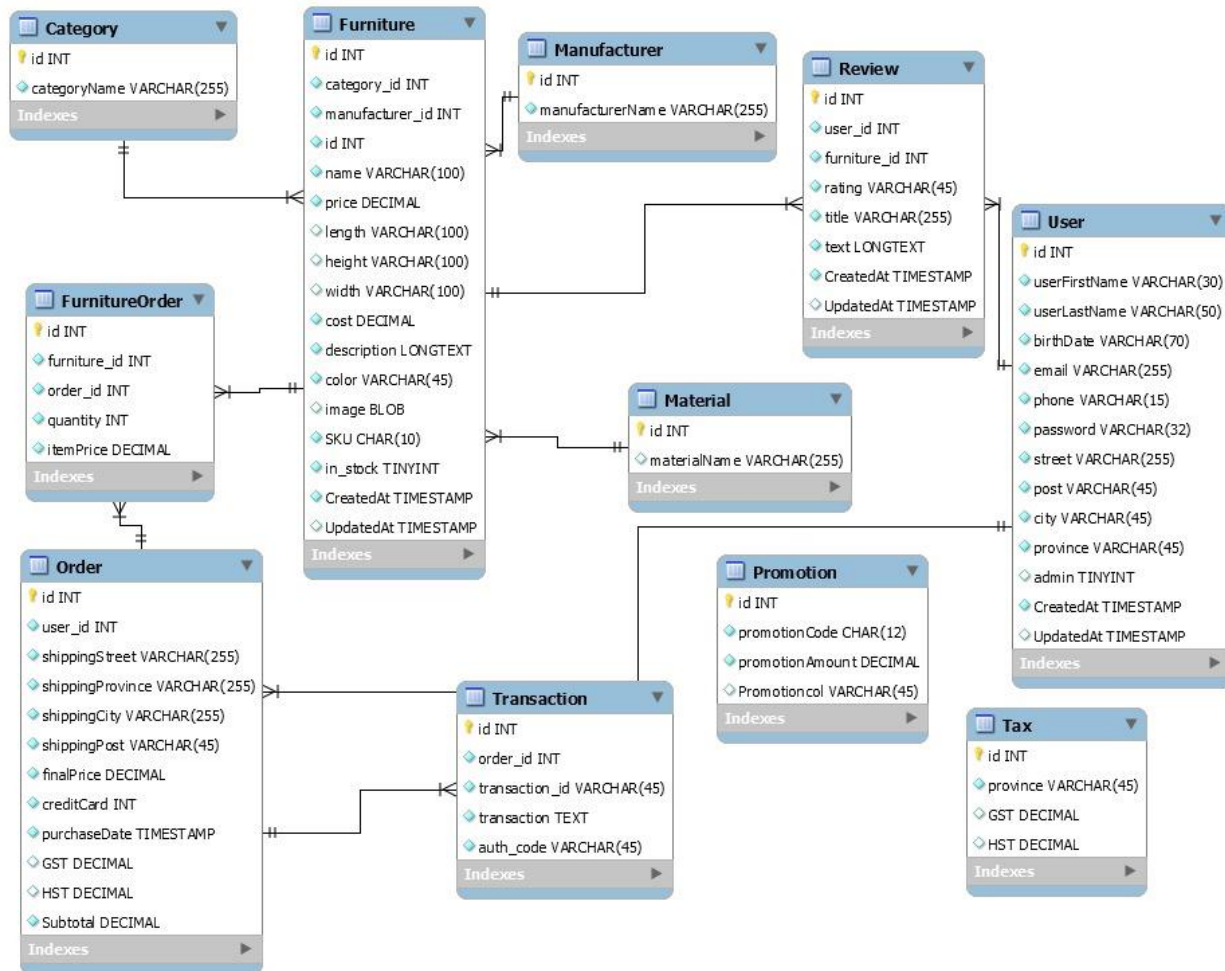 Category
id INT
categoryName VARCHAR(255)
Indexes
Furniture
id INT
category_id INT
manufacturer_id INT
id INT
name VARCHAR(100)
price DECIMAL
length VARCHAR(100)
height VARCHAR(100)
width VARCHAR(100)
cost DECIMAL
description LONGTEXT
color VARCHAR(45)
image BLOB
SKU CHAR(10)
in_stock TINYINT
CreatedAt TIMESTAMP
UpdatedAt TIMESTAMP
Indexes
Manufacturer
id INT
manufacturerName VARCHAR(255)
Indexes
Review
id INT
user_id INT
furniture_id INT
rating VARCHAR(45)
title VARCHAR(255)
text LONGTEXT
CreatedAt TIMESTAMP
UpdatedAt TIMESTAMP
Indexes
User
id INT
userFirstName VARCHAR(30)
userLastName VARCHAR(50)
birthDate VARCHAR(70)
email VARCHAR(255)
phone VARCHAR(15)
password VARCHAR(32)
street VARCHAR(255)
post VARCHAR(45)
city VARCHAR(45)
province VARCHAR(45)
admin TINYINT
CreatedAt TIMESTAMP
UpdatedAt TIMESTAMP
Indexes
FurnitureOrder
id INT
furniture_id INT
order_id INT
quantity INT
itemPrice DECIMAL
Indexes
Material
id INT
materialName VARCHAR(255)
Indexes
Order
id INT
user_id INT
shippingStreet VARCHAR(255)
shippingProvince VARCHAR(255)
shippingCity VARCHAR(255)
shippingPost VARCHAR(45)
finalPrice DECIMAL
creditCard INT
purchaseDate TIMESTAMP
GST DECIMAL
HST DECIMAL
Subtotal DECIMAL
Indexes
Transaction
id INT
order_id INT
transaction_id VARCHAR(45)
transaction TEXT
auth_code VARCHAR(45)
Indexes
Promotion
id INT
promotionCode CHAR(12)
promotionAmount DECIMAL
Promotioncol VARCHAR(45)
Indexes
Tax
id INT
province VARCHAR(45)
GST DECIMAL
HST DECIMAL
Indexes